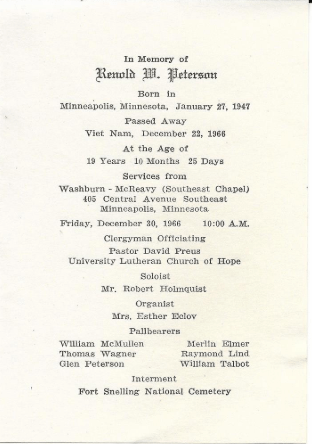 In Memory of
Renold W. Peterson
Born in
Minneapolis, Minnesota, January 27, 1947
Passed Away
Viet Nam, December 22, 1966
At the Age of
19 Years 10 Months 25 Days
Services from
Washburn - McReavy (Southeast Chapel)
405 Central Avenue Southeast
Minneapolis, Minnesota
Friday, December 30, 1966 10:00 A.M.
Clergyman Officiating
Pastor David Preus
University Lutheran Church of Hope
Soloist
Mr. Robert Holmquist
Organist
Mrs. Esther Eclov
Pallbearers
William McMullen Merlin Elmer
Thomas Wagner Raymond Lind
Glen Peterson William Talbot
Interment
Fort Snelling National Cemetery